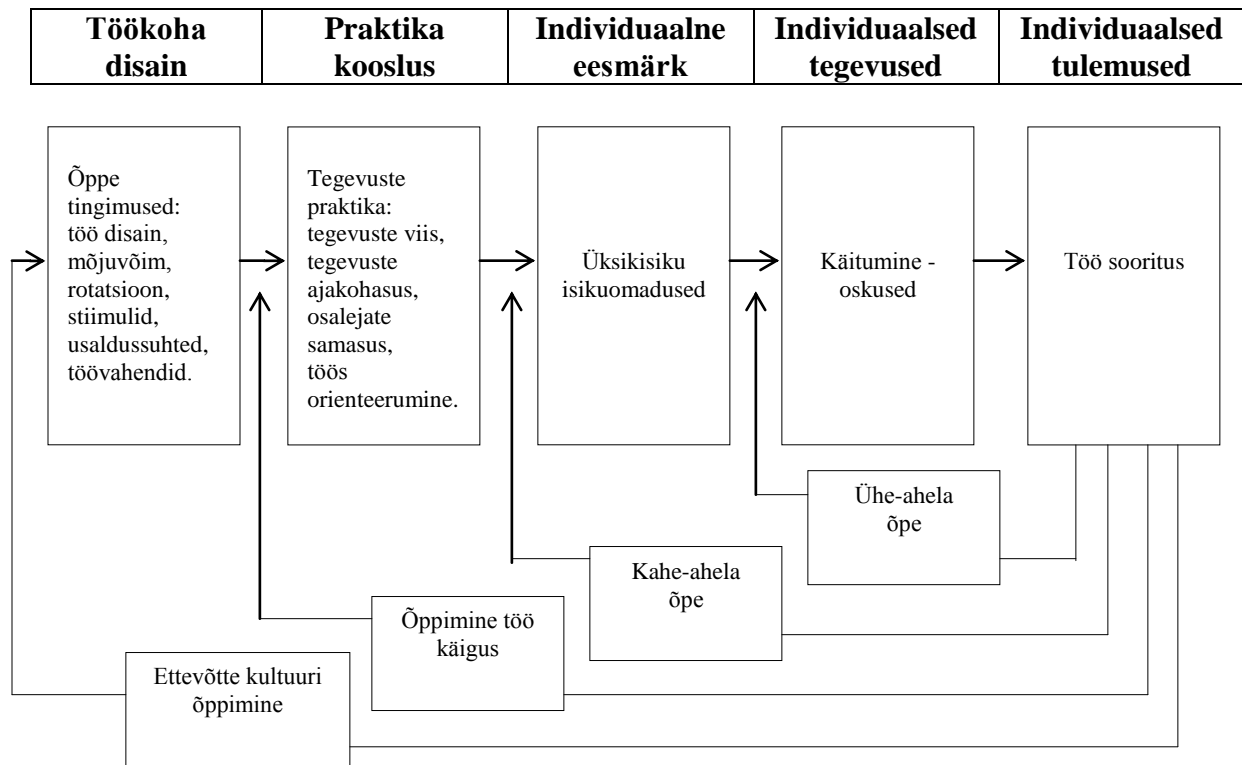 Töökoha
disain
Praktika
kooslus
Individuaalne
eesmärk
Individuaalsed
tegevused
Individuaalsed
tulemused
Õppe
tingimused:
töö disain,
mõjuvõim,
rotatsioon,
stiimulid,
usaldussuhted,
töövahendid.
Tegevuste
praktika:
tegevuste viis,
tegevuste
ajakohasus,
osalejate
samasus,
töös
orienteerumine.
Üksikisiku
isikuomadused
Käitumine -
oskused
Töö sooritus
Ühe-ahela
õpe
Kahe-ahela
õpe
Õppimine töö
käigus
Ettevõtte kultuuri
õppimine